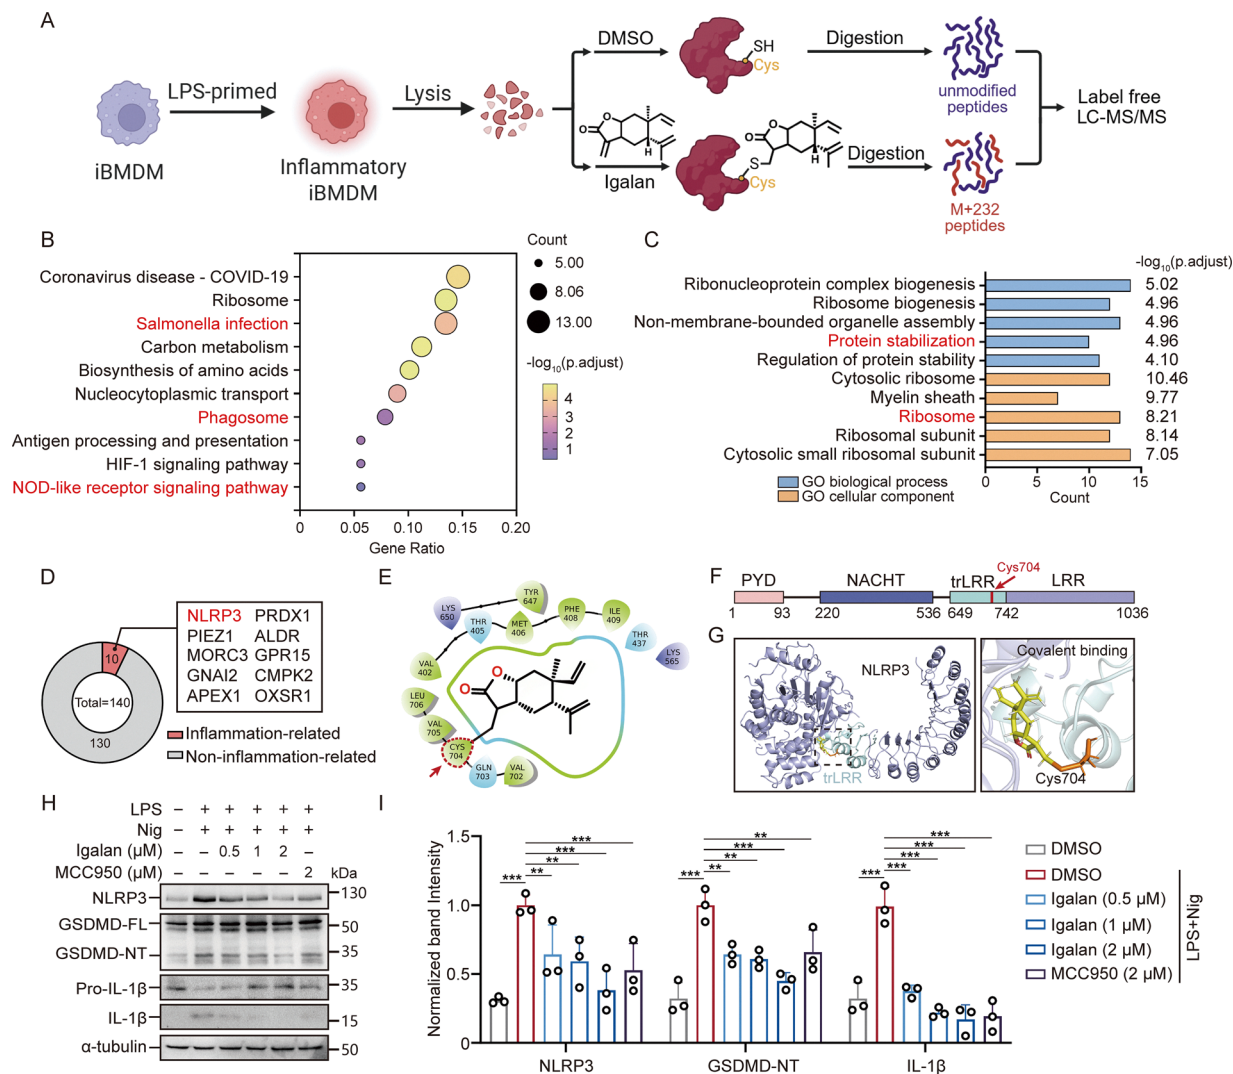 A
iBMDM
LPS-primed
Inflammatory
iBMDM
Lysis
DMSO
SH
Cys
Digestion
unmodified
peptides
O
O
H
Igalan
O
O
H
S
Cys
Digestion
M+232
peptides
Label free
LC-MS/MS
B
Coronavirus disease - COVID-19
Ribosome
Salmonella infection
Carbon metabolism
Biosynthesis of amino acids
Nucleocytoplasmic transport
Phagosome
Antigen processing and presentation
HIF-1 signaling pathway
NOD-like receptor signaling pathway
0 0.05 0.10 0.15 0.20
Gene Ratio
Count
5.00
8.06
13.00
-log10(p.adjust)
4
3
2
1
C
-log10(p.adjust)
Ribonucleoprotein complex biogenesis 5.02
Ribosome biogenesis 4.96
Non-membrane-bounded organelle assembly 4.96
Protein stabilization 4.96
Regulation of protein stability 4.10
Cytosolic ribosome 10.46
Myelin sheath 9.77
Ribosome 8.21
Ribosomal subunit 8.14
Cytosolic small ribosomal subunit 7.05
GO biological process
GO cellular component
0 5 10 15
Count
D
10
Total=140
130
NLRP3 PRDX1
PIEZ1 ALDR
MORC3 GPR15
GNAI2 CMPK2
APEX1 OXSR1
Inflammation-related
Non-inflammation-related
E
LYS
650
TYR
647
THR
405
MET
406
PHE
408
ILE
409
THR
437
LYS
565
VAL
402
LEU
706
VAL
705
CYS
704
GLN
703
VAL
702
O
O
H
F
PYD NACHT trLRR Cys704 LRR
1 93 220 536 649 742 1036
G
NLRP3
trLRR
Covalent binding
Cys704
H
LPS – + + + + +
Nig – + + + + +
Igalan (μM) – – 0.5 1 2 –
MCC950 (μM) – – – – – 2 kDa
NLRP3 130
GSDMD-FL 50
GSDMD-NT 35
Pro-IL-1β 35
IL-1β 15
α-tubulin 50
I
Normalized band Intensity
1.5
1.0
0.5
0
*** ** ** *** ***
*** ** ** *** **
*** *** *** *** ***
NLRP3 GSDMD-NT IL-1β
DMSO
DMSO
Igalan (0.5 μM)
Igalan (1 μM)
Igalan (2 μM)
MCC950 (2 μM)
LPS+Nig